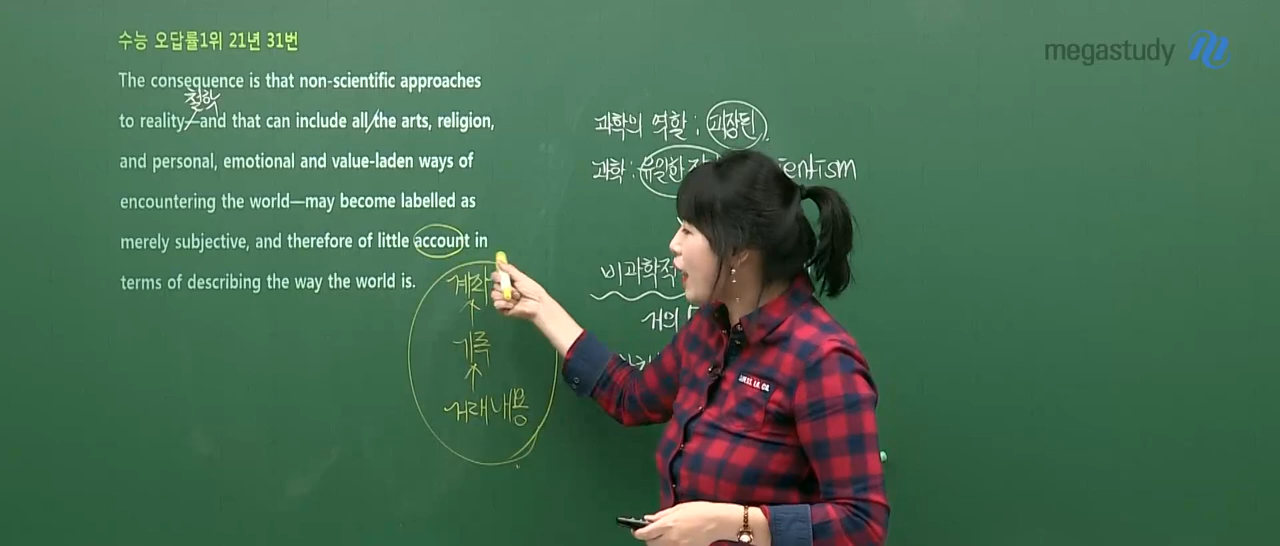 수능 오답률1위 21년 31번
megastudy
The consequence is that non-scientific approaches
철학
to reality—and that can include all the arts, religion,
and personal, emotional and value-laden ways of
encountering the world—may become labelled as
merely subjective, and therefore of little account in
terms of describing the way the world is.
계좌
기록
거래내용
과학의 역할 : 과장된
과학 : 유일한
비과학적
거의